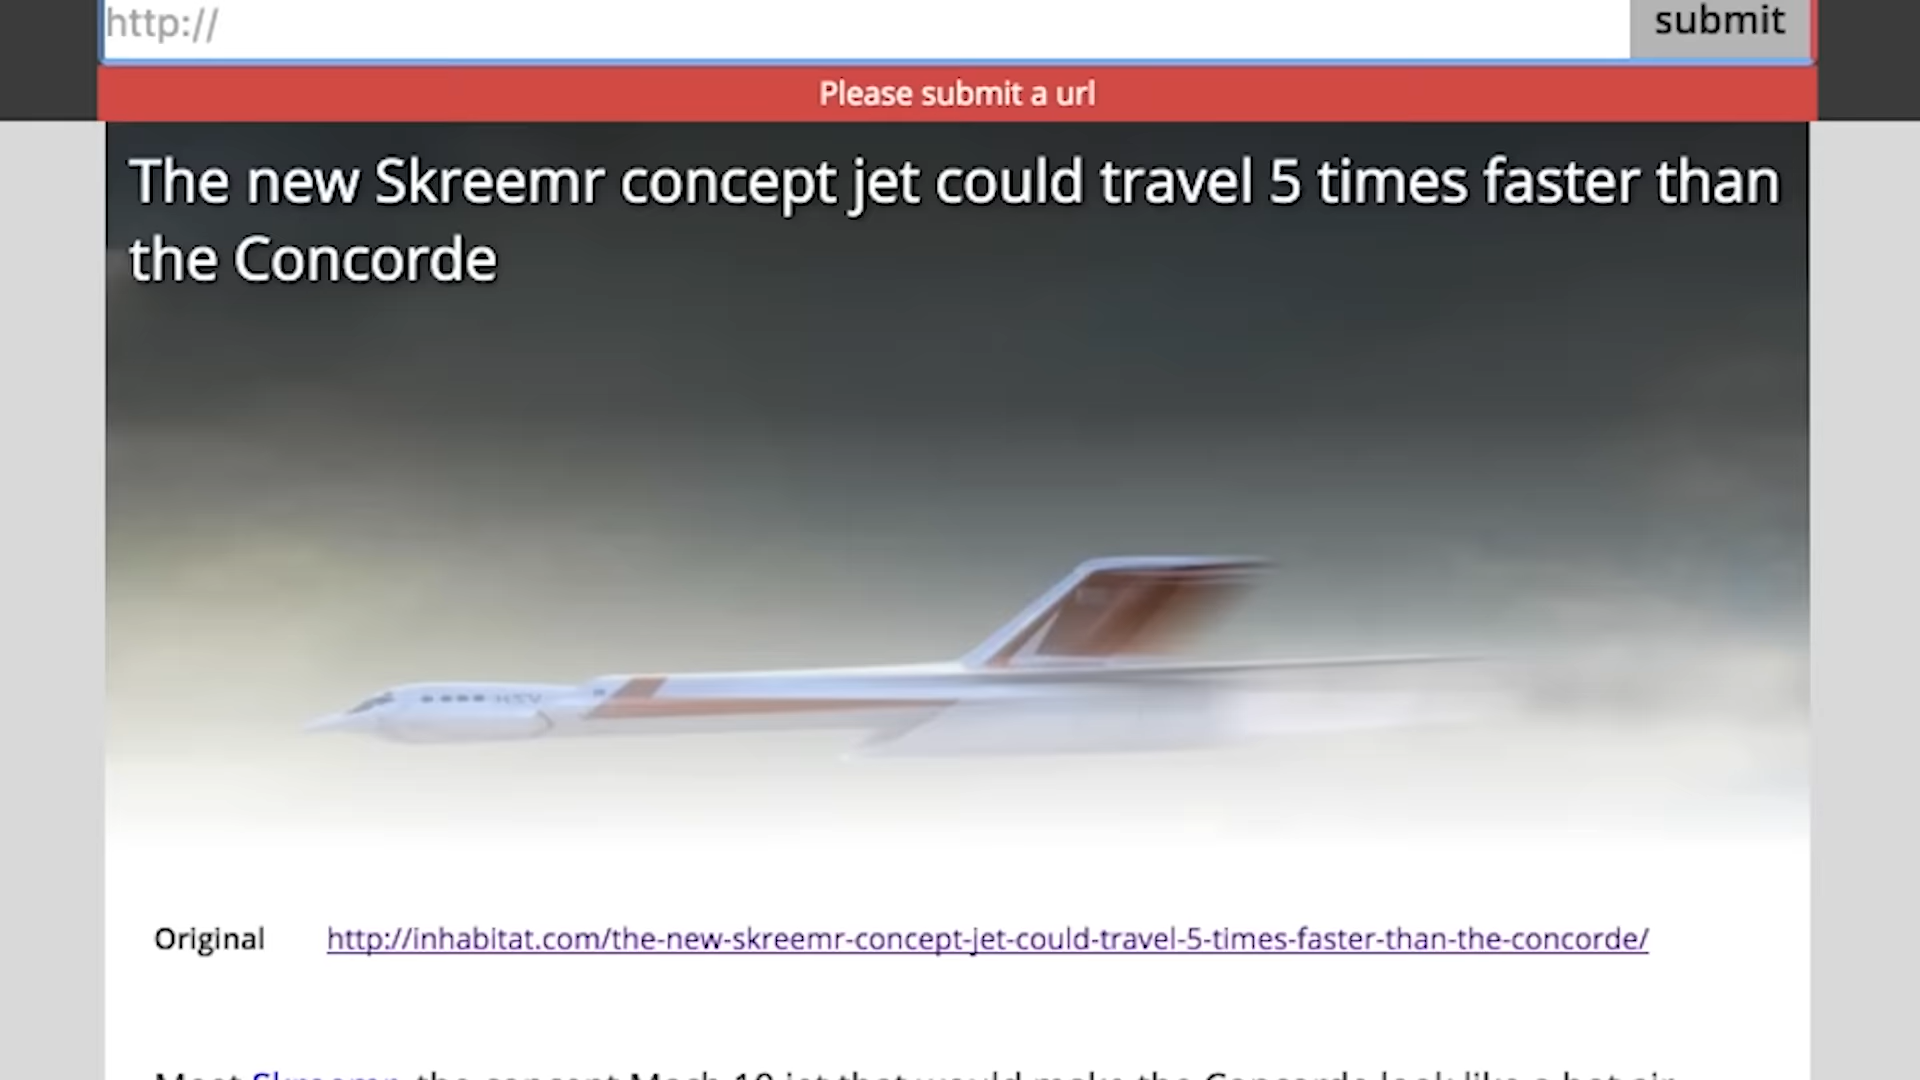 http://
submit
Please submit a url
The new Skreemr concept jet could travel 5 times faster than
the Concorde
HSV
Original http://inhabitat.com/the-new-skreemr-concept-jet-could-travel-5-times-faster-than-the-concorde/
Meet Skreemr, the concept Mach 10 jet that would make the Concorde look like a hot air